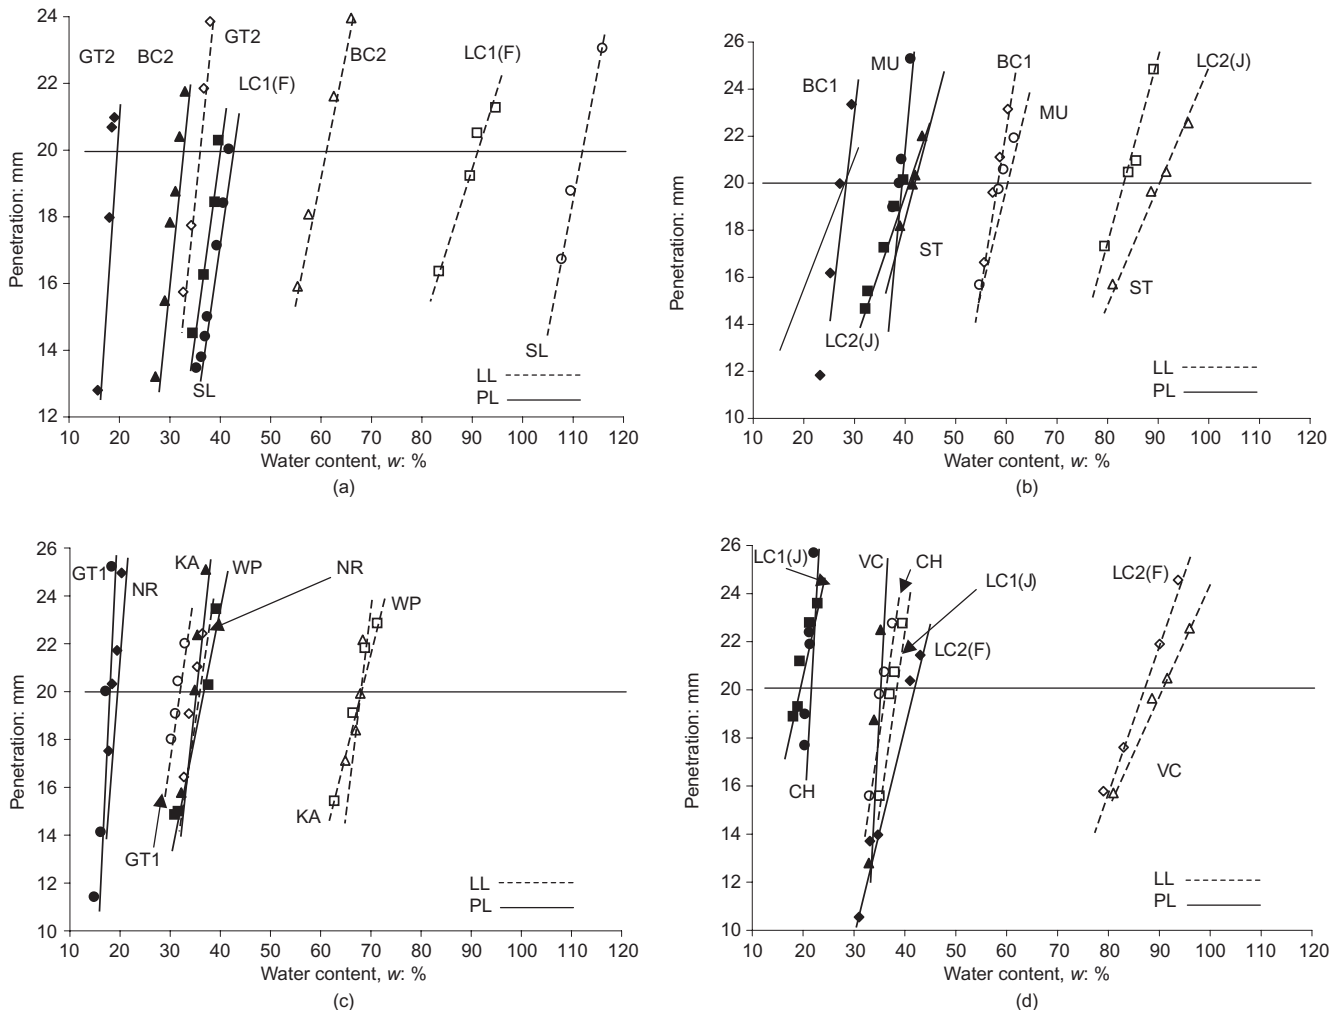 24
22
20
18
16
14
12
Penetration: mm
GT2
BC2
GT2
LC1(F)
BC2
LC1(F)
SL
SL
LL
PL
10 20 30 40 50 60 70 80 90 100 110 120
Water content, w: %
(a)
26
24
22
20
18
16
14
12
10
Penetration: mm
BC1
MU
BC1
MU
LC2(J)
ST
ST
LC2(J)
LL
PL
10 20 30 40 50 60 70 80 90 100 110 120
Water content, w: %
(b)
26
24
22
20
18
16
14
12
10
Penetration: mm
GT1
NR
KA
WP
NR
WP
KA
GT1
LL
PL
10 20 30 40 50 60 70 80 90 100 110 120
Water content, w: %
(c)
26
24
22
20
18
16
14
12
10
Penetration: mm
LC1(J)
VC
CH
LC1(J)
LC2(F)
LC2(F)
CH
VC
LL
PL
10 20 30 40 50 60 70 80 90 100 110 120
Water content, w: %
(d)